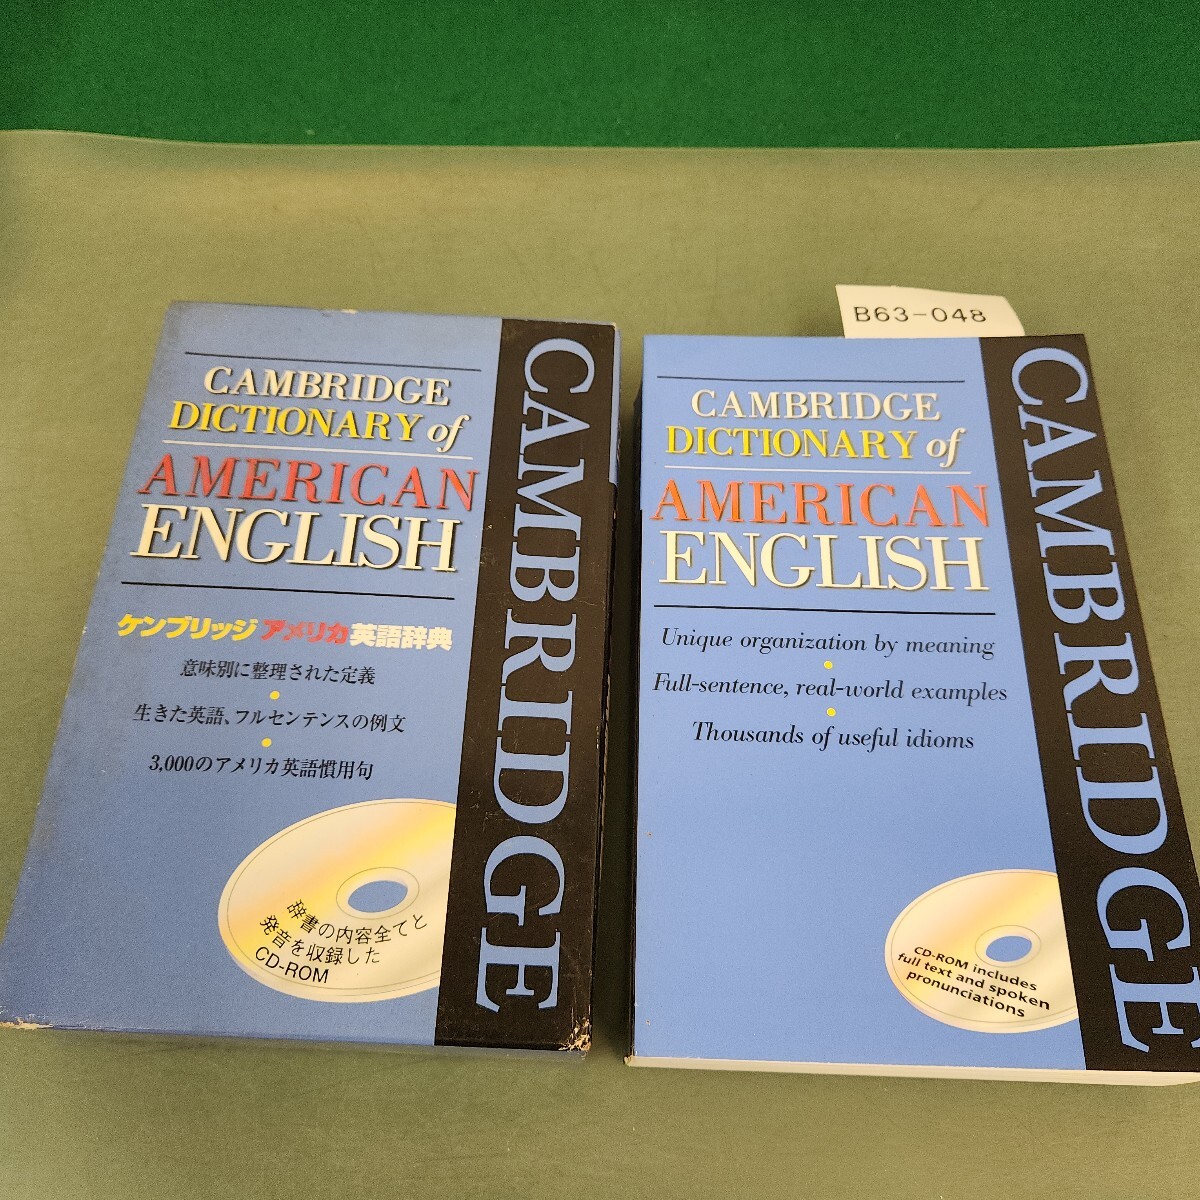 CAMBRIDGE
DICTIONARY of
AMERICAN
ENGLISH
ケンブリッジ アメリカ英語辞典
意味別に整理された定義
生きた英語、フルセンテンスの例文
3,000のアメリカ英語慣用句
辞書の内容全てと
発音を収録した
CD-ROM
CAMBRIDGE
B63-048
CAMBRIDGE
DICTIONARY of
AMERICAN
ENGLISH
Unique organization by meaning
Full-sentence, real-world examples
Thousands of useful idioms
CD-ROM includes
full text and spoken
pronunciations
CAMBRIDGE